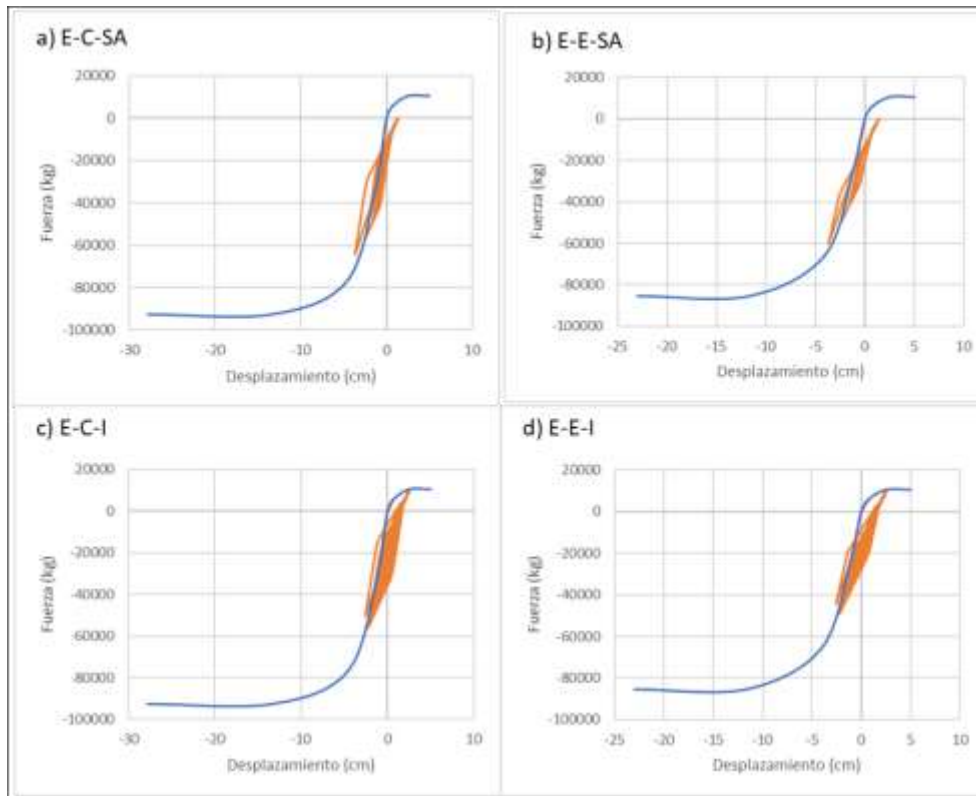 a) E-C-SA
20000
0
-20000
-40000
-60000
-80000
-100000
Fuerza (kg)
-30 -20 -10 0 10
Desplazamiento (cm)
b) E-E-SA
20000
0
-20000
-40000
-60000
-80000
-100000
Fuerza (kg)
-25 -20 -15 -10 -5 0 5 10
Desplazamiento (cm)
c) E-C-I
20000
0
-20000
-40000
-60000
-80000
-100000
Fuerza (kg)
-30 -20 -10 0 10
Desplazamiento (cm)
d) E-E-I
20000
0
-20000
-40000
-60000
-80000
-100000
Fuerza (kg)
-25 -20 -15 -10 -5 0 5 10
Desplazamiento (cm)